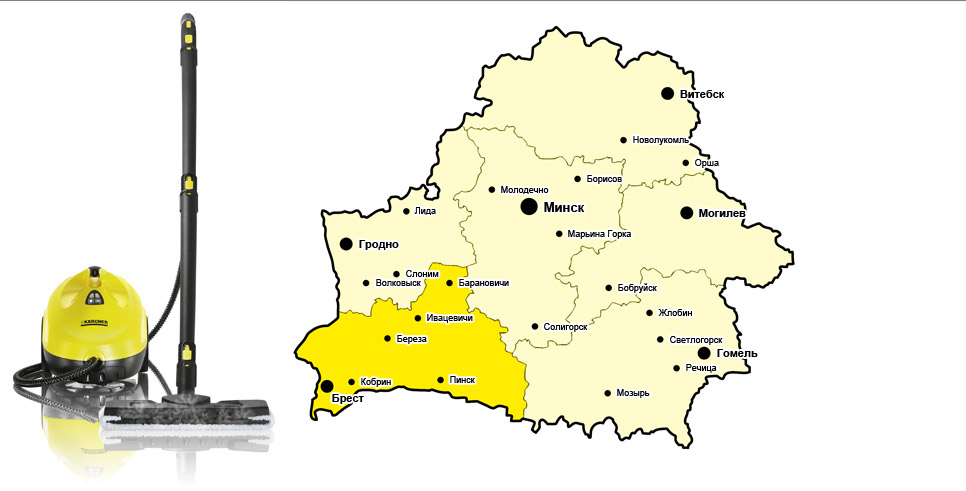 Витебск
Новолукомль
Орша
Борисов
Молодечно
Минск
Могилев
Лида
Марьина Горка
Гродно
Слоним
Волковыск
Барановичи
Бобруйск
Жлобин
Ивацевичи
Солигорск
KARCHER
Береза
Светлогорск
Гомель
Речица
Кобрин
Пинск
Брест
Мозырь